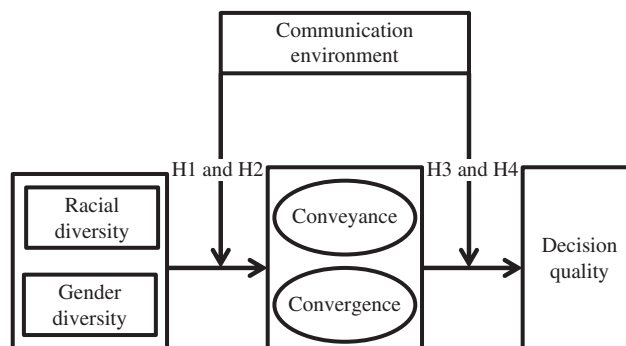 Communication
environment
H1 and H2
H3 and H4
Racial
diversity
Gender
diversity
Conveyance
Convergence
Decision
quality